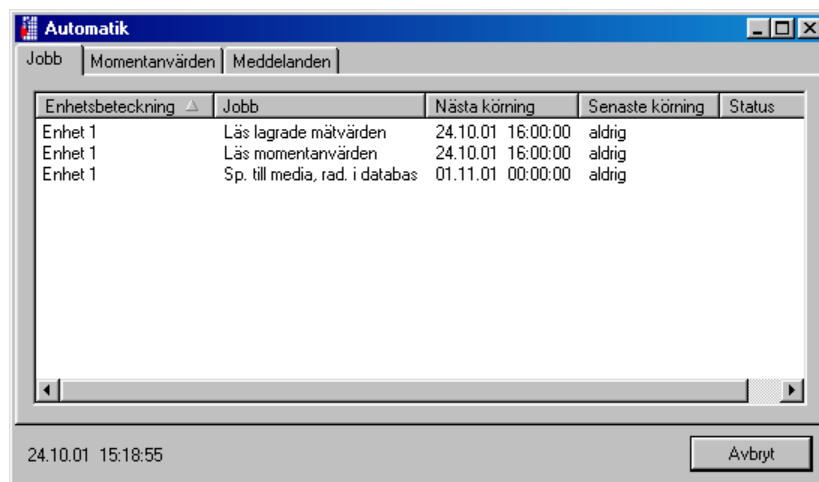 Automatik
Jobb Momentanvärden Meddelanden
Enhetsbeteckning Jobb Nästa körning Senaste körning Status
Enhet 1 Läs lagrade mätvärden 24.10.01 16:00:00 aldrig
Enhet 1 Läs momentanvärden 24.10.01 16:00:00 aldrig
Enhet 1 Sp. till media, rad. i databas 01.11.01 00:00:00 aldrig
24.10.01 15:18:55 Avbryt